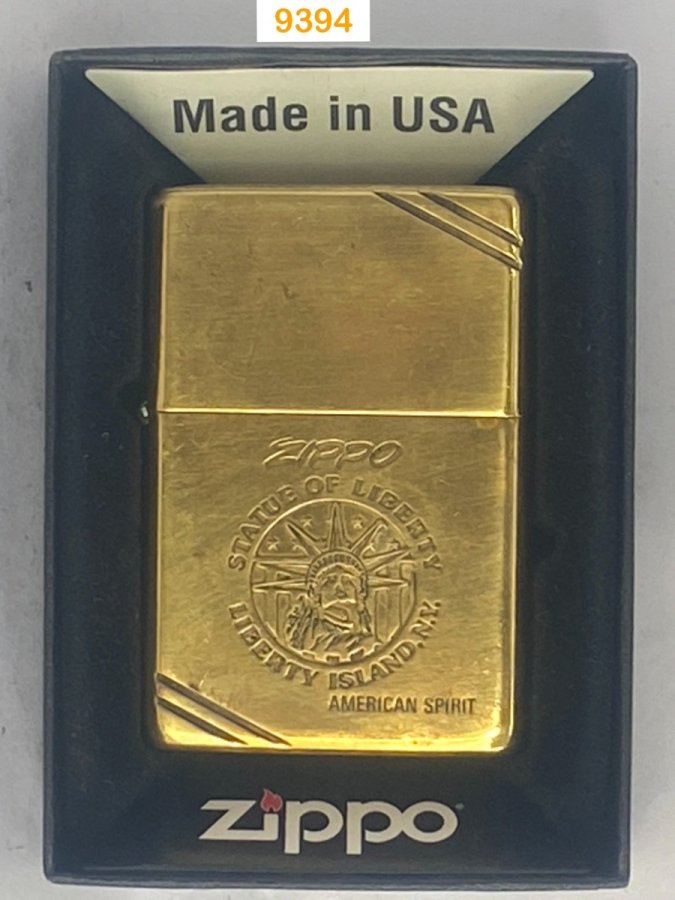 9394
Made in USA
ZIPPO
STATUE OF LIBERTY
LIBERTY ISLAND, N.Y.
AMERICAN SPIRIT
zippo